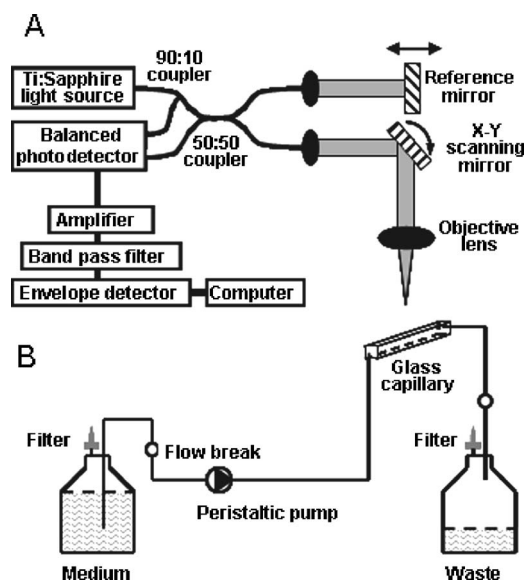 A
90:10
coupler
Ti:Sapphire
light source
Balanced
photo detector
50:50
coupler
Reference
mirror
X-Y
scanning
mirror
Objective
lens
Amplifier
Band pass filter
Envelope detector
Computer
B
Glass
capillary
Filter
Flow break
Peristaltic pump
Filter
Medium
Waste